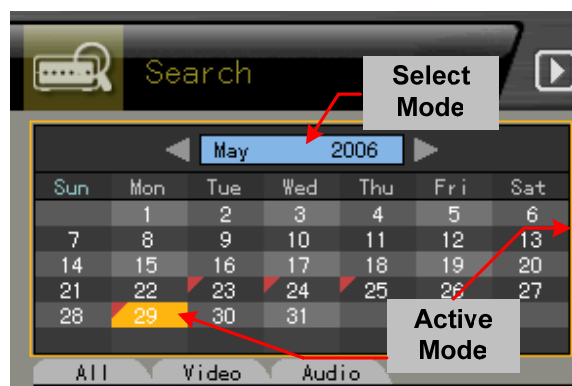 Search
Select
Mode
May 2006
Sun Mon Tue Wed Thu Fri Sat
1 2 3 4 5 6
7 8 9 10 11 12 13
14 15 16 17 18 19 20
21 22 23 24 25 26 27
28 29 30 31
Active
Mode
All Video Audio